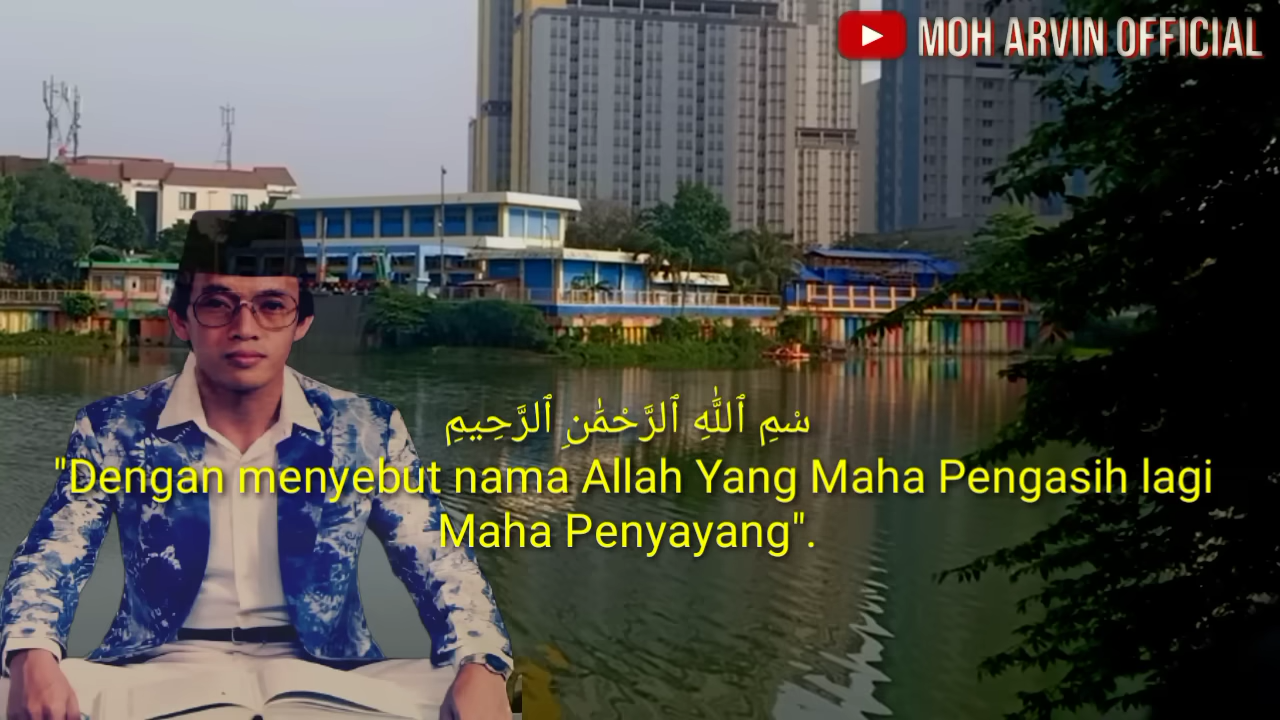 MOH ARVIN OFFICIAL
سْمِ ٱللَّهِ ٱلرَّحْمَٰنِ ٱلرَّحِيمِ
"Dengan menyebut nama Allah Yang Maha Pengasih lagi
Maha Penyayang".